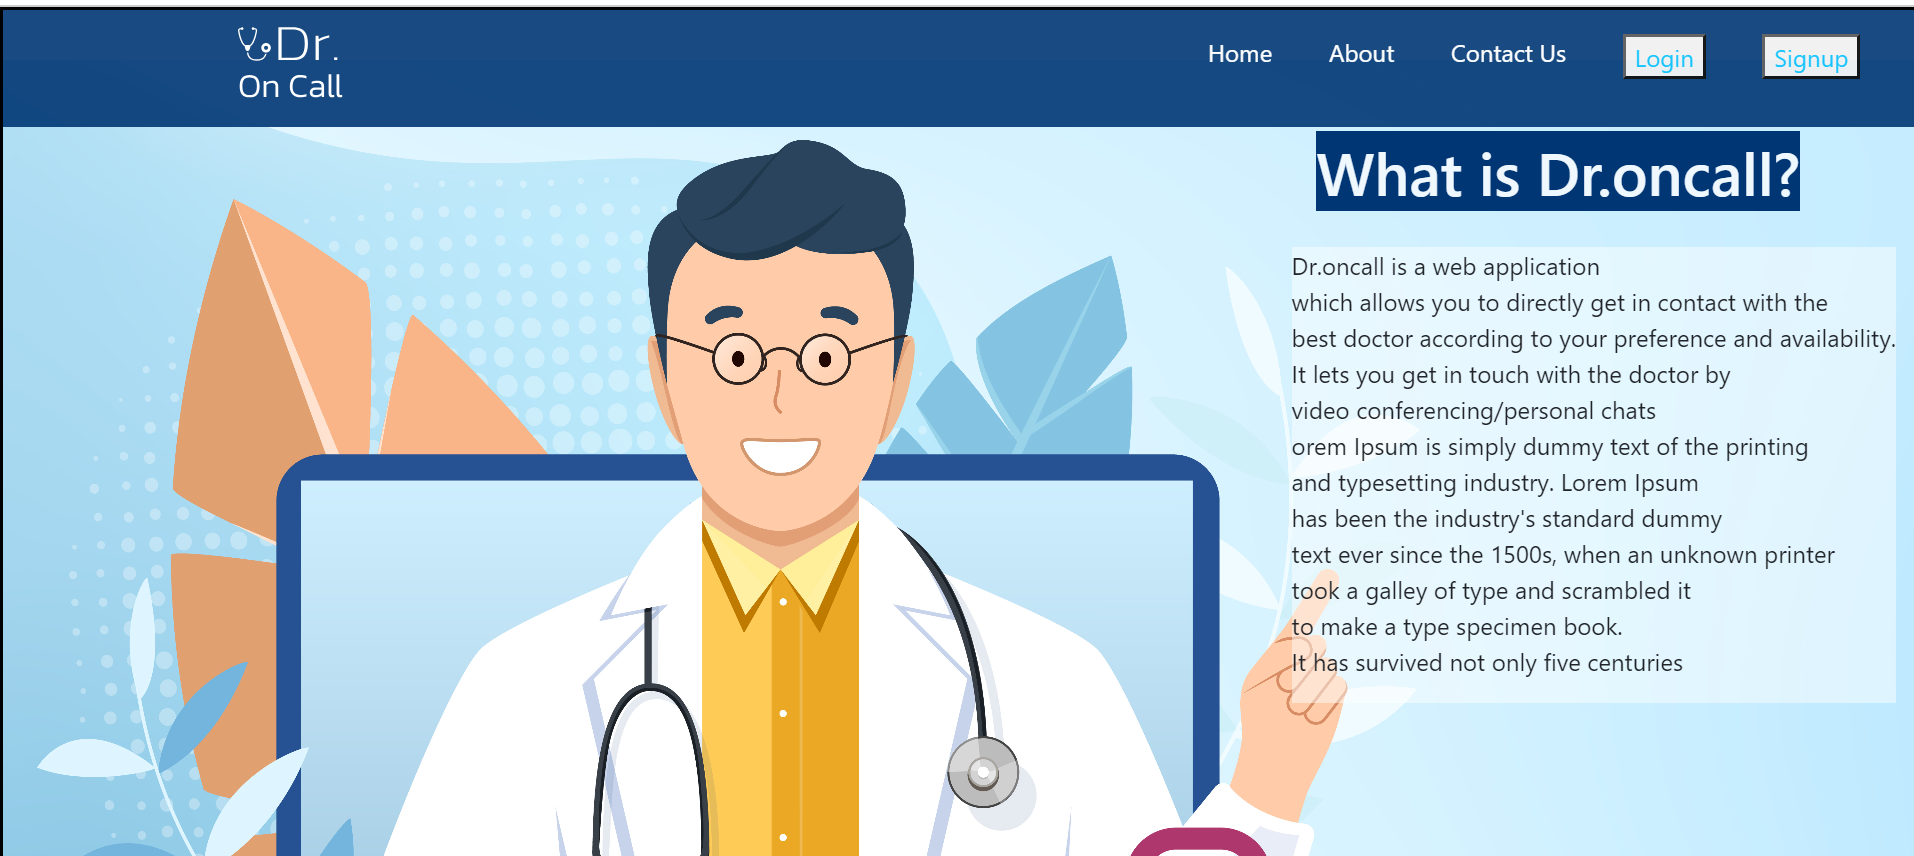 Dr.
On Call
Home About Contact Us Login Signup
What is Dr.oncall?
Dr.oncall is a web application
which allows you to directly get in contact with the
best doctor according to your preference and availability.
It lets you get in touch with the doctor by
video conferencing/personal chats
orem Ipsum is simply dummy text of the printing
and typesetting industry. Lorem Ipsum
has been the industry's standard dummy
text ever since the 1500s, when an unknown printer
took a galley of type and scrambled it
to make a type specimen book.
It has survived not only five centuries